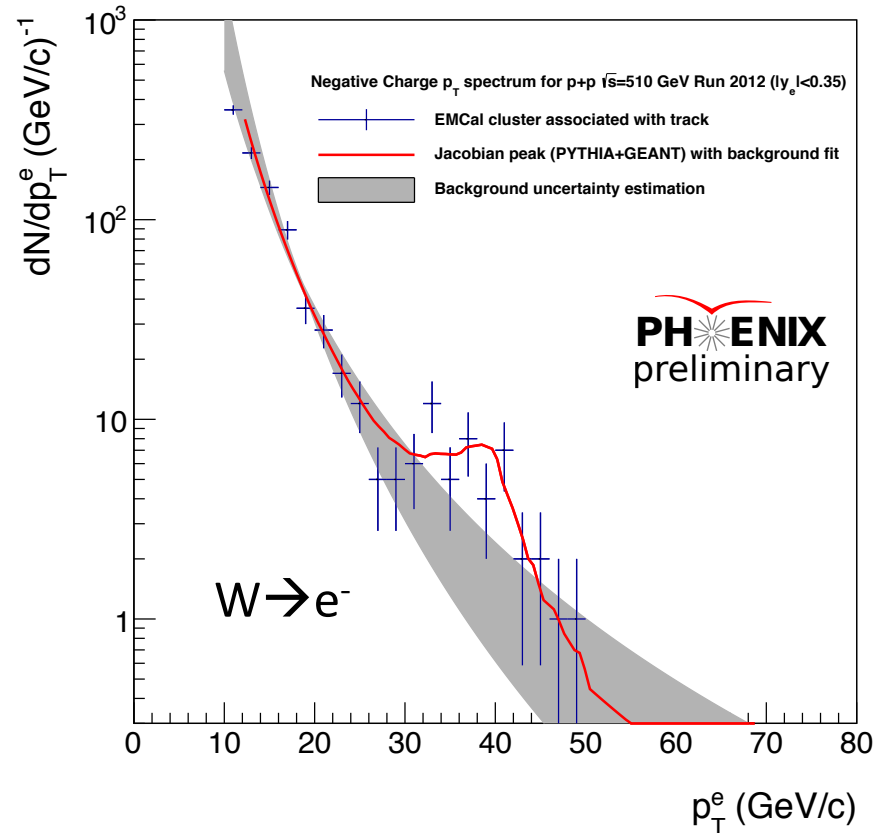 Negative Charge p_T spectrum for p+p √s=510 GeV Run 2012 (|y_e|<0.35)
EMCal cluster associated with track
Jacobian peak (PYTHIA+GEANT) with background fit
Background uncertainty estimation
PHENIX
preliminary
W→e⁻
dN/dp_T^e (GeV/c)⁻¹
10³
10²
10
1
0 10 20 30 40 50 60 70 80
p_T^e (GeV/c)